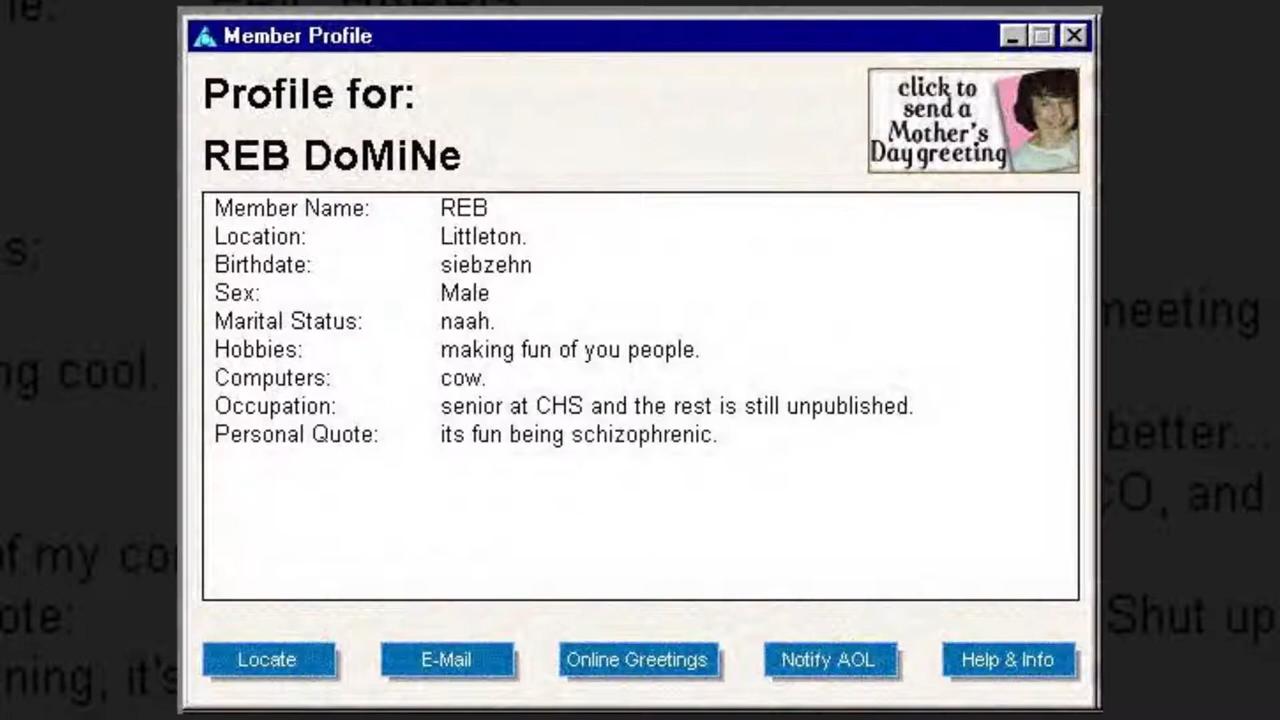 Member Profile
Profile for:
REB DoMiNe
click to
send a
Mother's
Day greeting
Member Name: REB
Location: Littleton.
Birthdate: siebzehn
Sex: Male
Marital Status: naah.
Hobbies: making fun of you people.
Computers: cow.
Occupation: senior at CHS and the rest is still unpublished.
Personal Quote: its fun being schizophrenic.
Locate E-Mail Online Greetings Notify AOL Help & Info
s:
meeting
ng cool.
better...
CO, and
of my co
ote:
Shut up
ning, it's